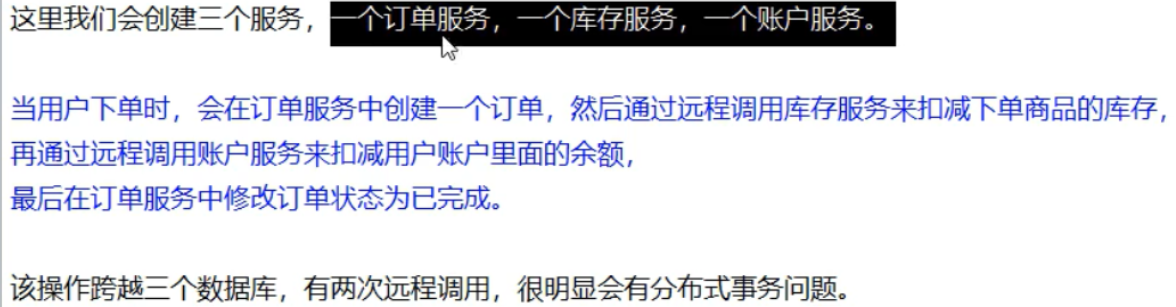 这里我们会创建三个服务，一个订单服务，一个库存服务，一个账户服务。
当用户下单时，会在订单服务中创建一个订单，然后通过远程调用库存服务来扣减下单商品的库存，
再通过远程调用账户服务来扣减用户账户里面的余额，
最后在订单服务中修改订单状态为已完成。
该操作跨越三个数据库，有两次远程调用，很明显会有分布式事务问题。